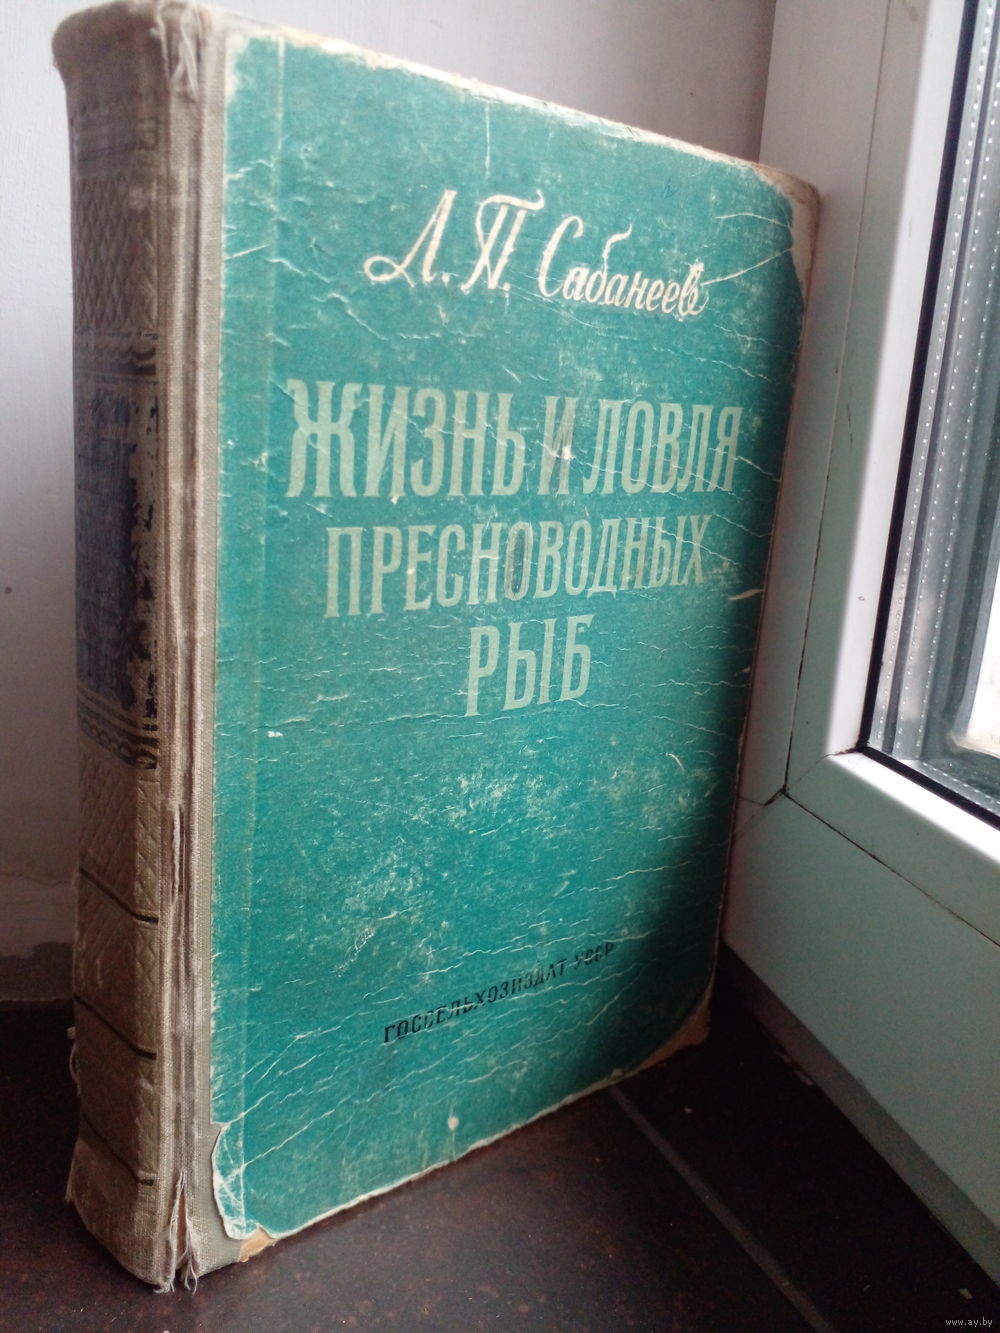 Л. П. Сабанеев
ЖИЗНЬ И ЛОВЛЯ
ПРЕСНОВОДНЫХ
РЫБ
ГОССЕЛЬХОЗИЗДАТ УССР
www.ay.by